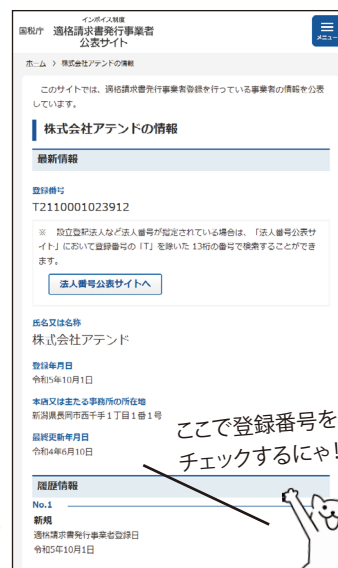 インボイス制度
国税庁 適格請求書発行事業者
公表サイト
メニュー
ホーム > 株式会社アテンドの情報
このサイトでは、適格請求書発行事業者登録を行っている事業者の情報を公表
しています。
株式会社アテンドの情報
最新情報
登録番号
T2110001023912
※ 設立登記法人など法人番号が指定されている場合は、「法人番号公表サ
イト」において登録番号の「T」を除いた 13桁の番号で検索することができ
ます。
法人番号公表サイトへ
氏名又は名称
株式会社アテンド
登録年月日
令和5年10月1日
本店又は主たる事務所の所在地
新潟県長岡市西千手1丁目1番1号
最終更新年月日
令和4年6月10日
ここで登録番号を
チェックするにゃ!
履歴情報
No.1
新規
適格請求書発行事業者登録日
令和5年10月1日